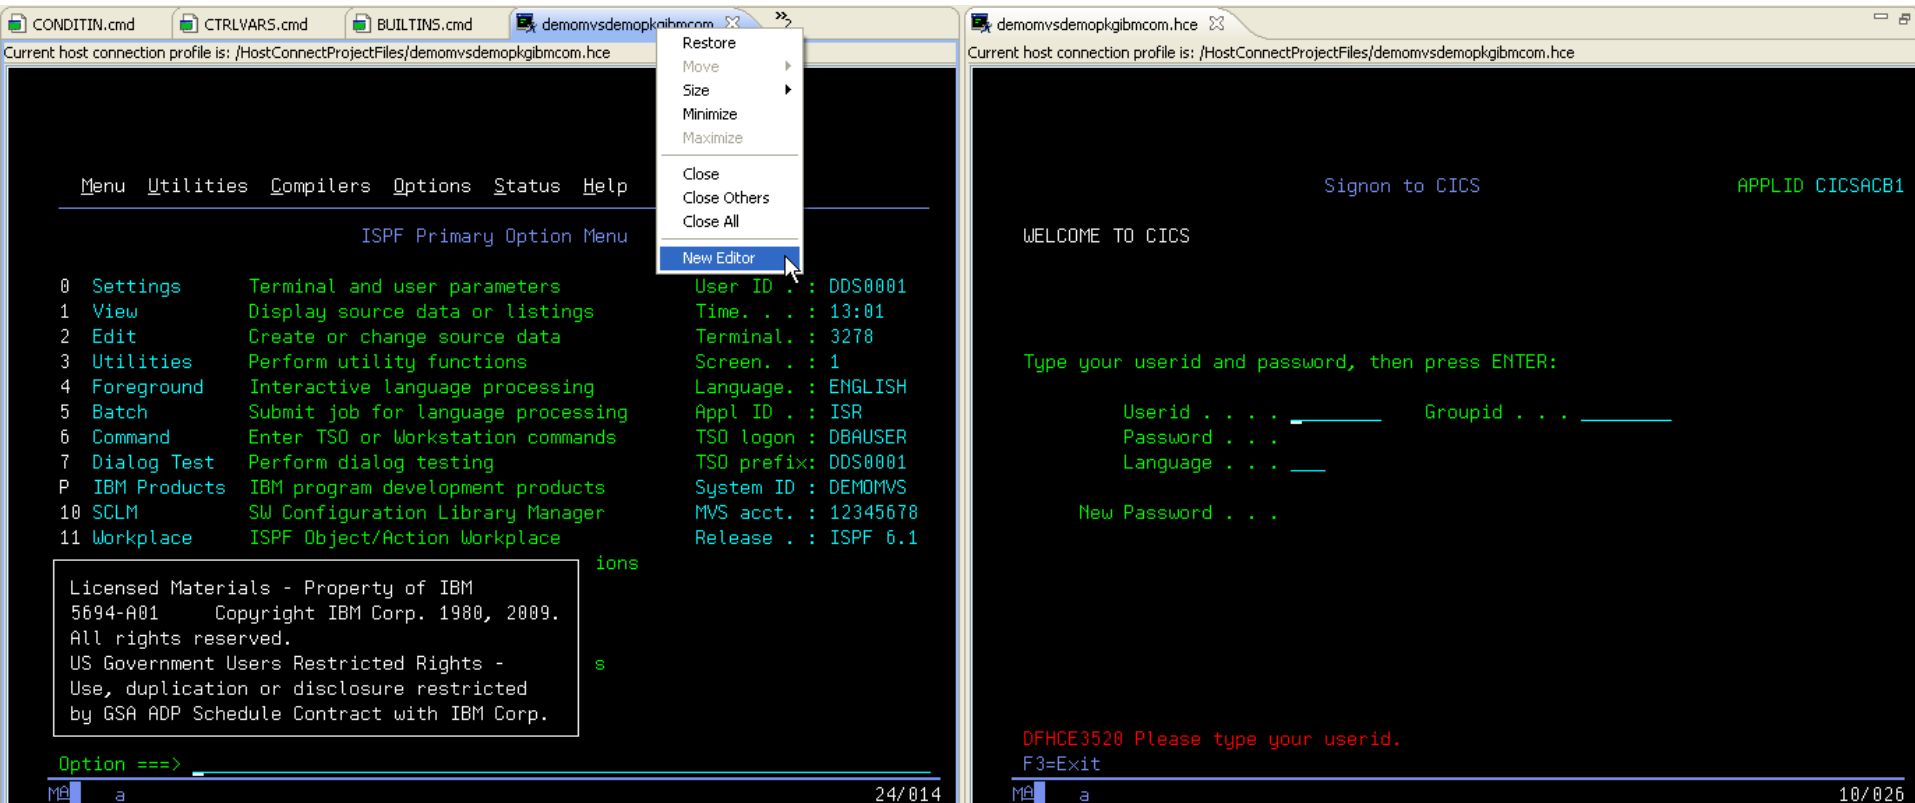 CONDITIN.cmd CTRLVARS.cmd BUILTINS.cmd demomvsdemopkgibmcom
Current host connection profile is: /HostConnectProjectFiles/demomvsdemopkgibmcom.hce
Restore
Move
Size
Minimize
Maximize
Close
Close Others
Close All
New Editor
Menu Utilities Compilers Options Status Help
ISPF Primary Option Menu
0 Settings Terminal and user parameters User ID . : DDS0001
1 View Display source data or listings Time. . . : 13:01
2 Edit Create or change source data Terminal. : 3278
3 Utilities Perform utility functions Screen. . : 1
4 Foreground Interactive language processing Language. : ENGLISH
5 Batch Submit job for language processing Appl ID . : ISR
6 Command Enter TSO or Workstation commands TSO logon : DBAUSER
7 Dialog Test Perform dialog testing TSO prefix: DDS0001
P IBM Products IBM program development products System ID : DEMOMVS
10 SCLM SW Configuration Library Manager MVS acct. : 12345678
11 Workplace ISPF Object/Action Workplace Release . : ISPF 6.1
ions
Licensed Materials - Property of IBM
5694-A01 Copyright IBM Corp. 1980, 2009.
All rights reserved.
US Government Users Restricted Rights -
s
Use, duplication or disclosure restricted
by GSA ADP Schedule Contract with IBM Corp.
Option ===>
MA a 24/014
demomvsdemopkgibmcom.hce
Current host connection profile is: /HostConnectProjectFiles/demomvsdemopkgibmcom.hce
Signon to CICS APPLID CICSACB1
WELCOME TO CICS
Type your userid and password, then press ENTER:
Userid . . . . Groupid . . .
Password . . .
Language . . .
New Password . . .
DFHCE3520 Please type your userid.
F3=Exit
MA a 10/026